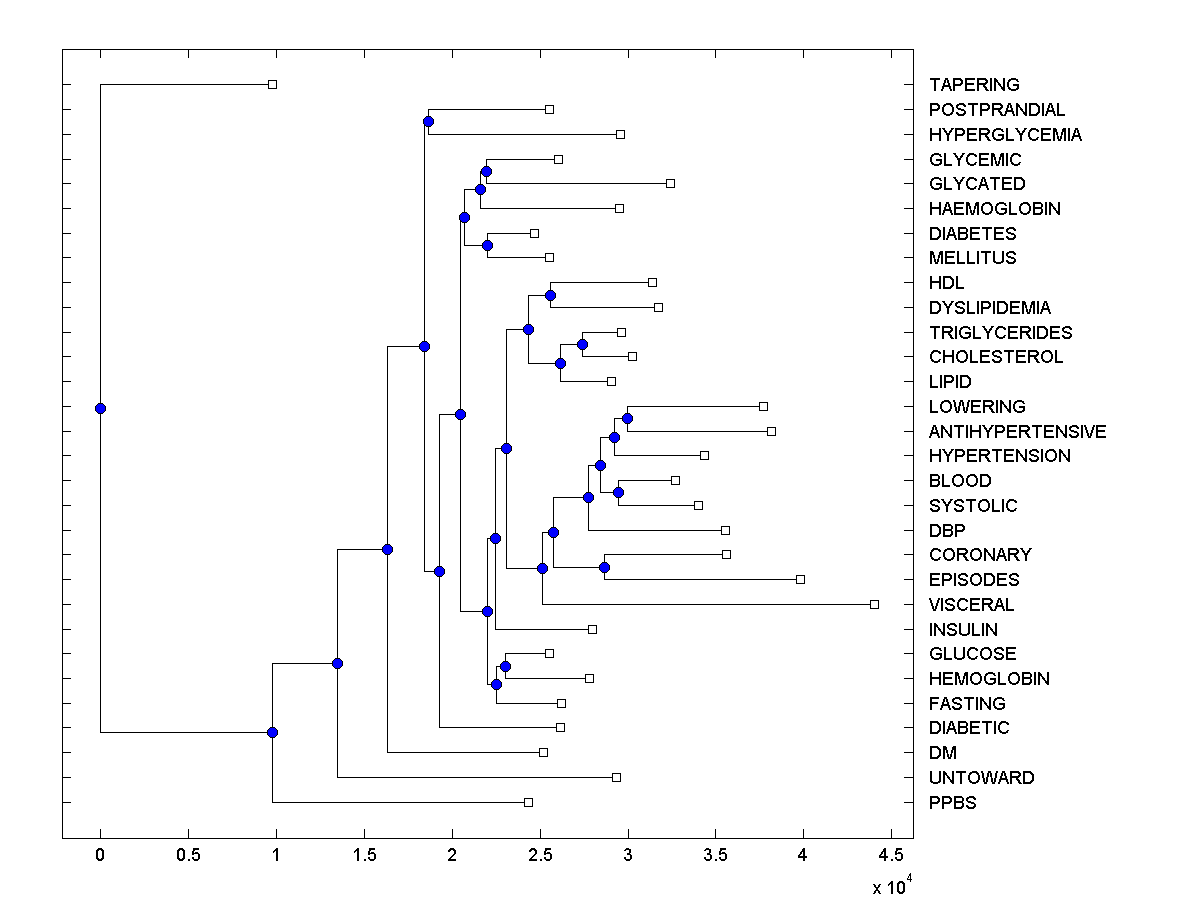 TAPERING
POSTPRANDIAL
HYPERGLYCEMIA
GLYCEMIC
GLYCATED
HAEMOGLOBIN
DIABETES
MELLITUS
HDL
DYSLIPIDEMIA
TRIGLYCERIDES
CHOLESTEROL
LIPID
LOWERING
ANTIHYPERTENSIVE
HYPERTENSION
BLOOD
SYSTOLIC
DBP
CORONARY
EPISODES
VISCERAL
INSULIN
GLUCOSE
HEMOGLOBIN
FASTING
DIABETIC
DM
UNTOWARD
PPBS
0 0.5 1 1.5 2 2.5 3 3.5 4 4.5
x 10^4